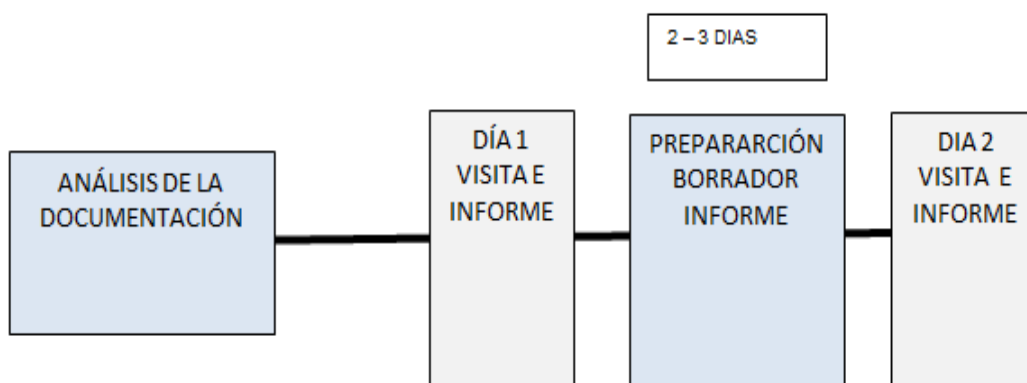 2 – 3 DIAS
ANÁLISIS DE LA
DOCUMENTACIÓN
DÍA 1
VISITA E
INFORME
PREPARARCIÓN
BORRADOR
INFORME
DIA 2
VISITA E
INFORME